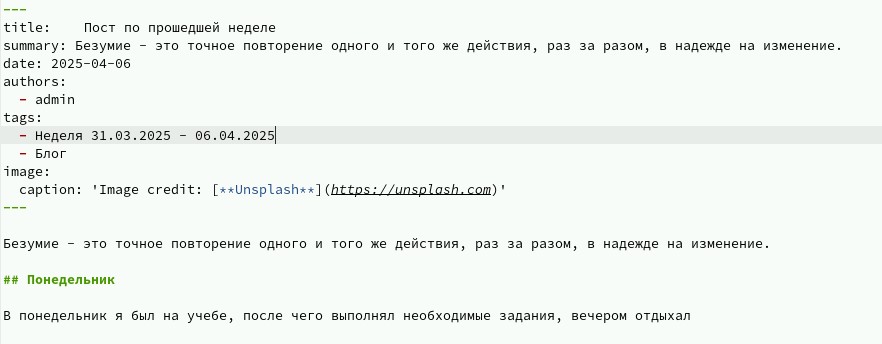 ---
title:    Пост по прошедшей неделе
summary: Безумие - это точное повторение одного и того же действия, раз за разом, в надежде на изменение.
date: 2025-04-06
authors:
  - admin
tags:
  - Неделя 31.03.2025 - 06.04.2025
  - Блог
image:
  caption: 'Image credit: [**Unsplash**](https://unsplash.com)'
---
Безумие - это точное повторение одного и того же действия, раз за разом, в надежде на изменение.
## Понедельник
В понедельник я был на учебе, после чего выполнял необходимые задания, вечером отдыхал